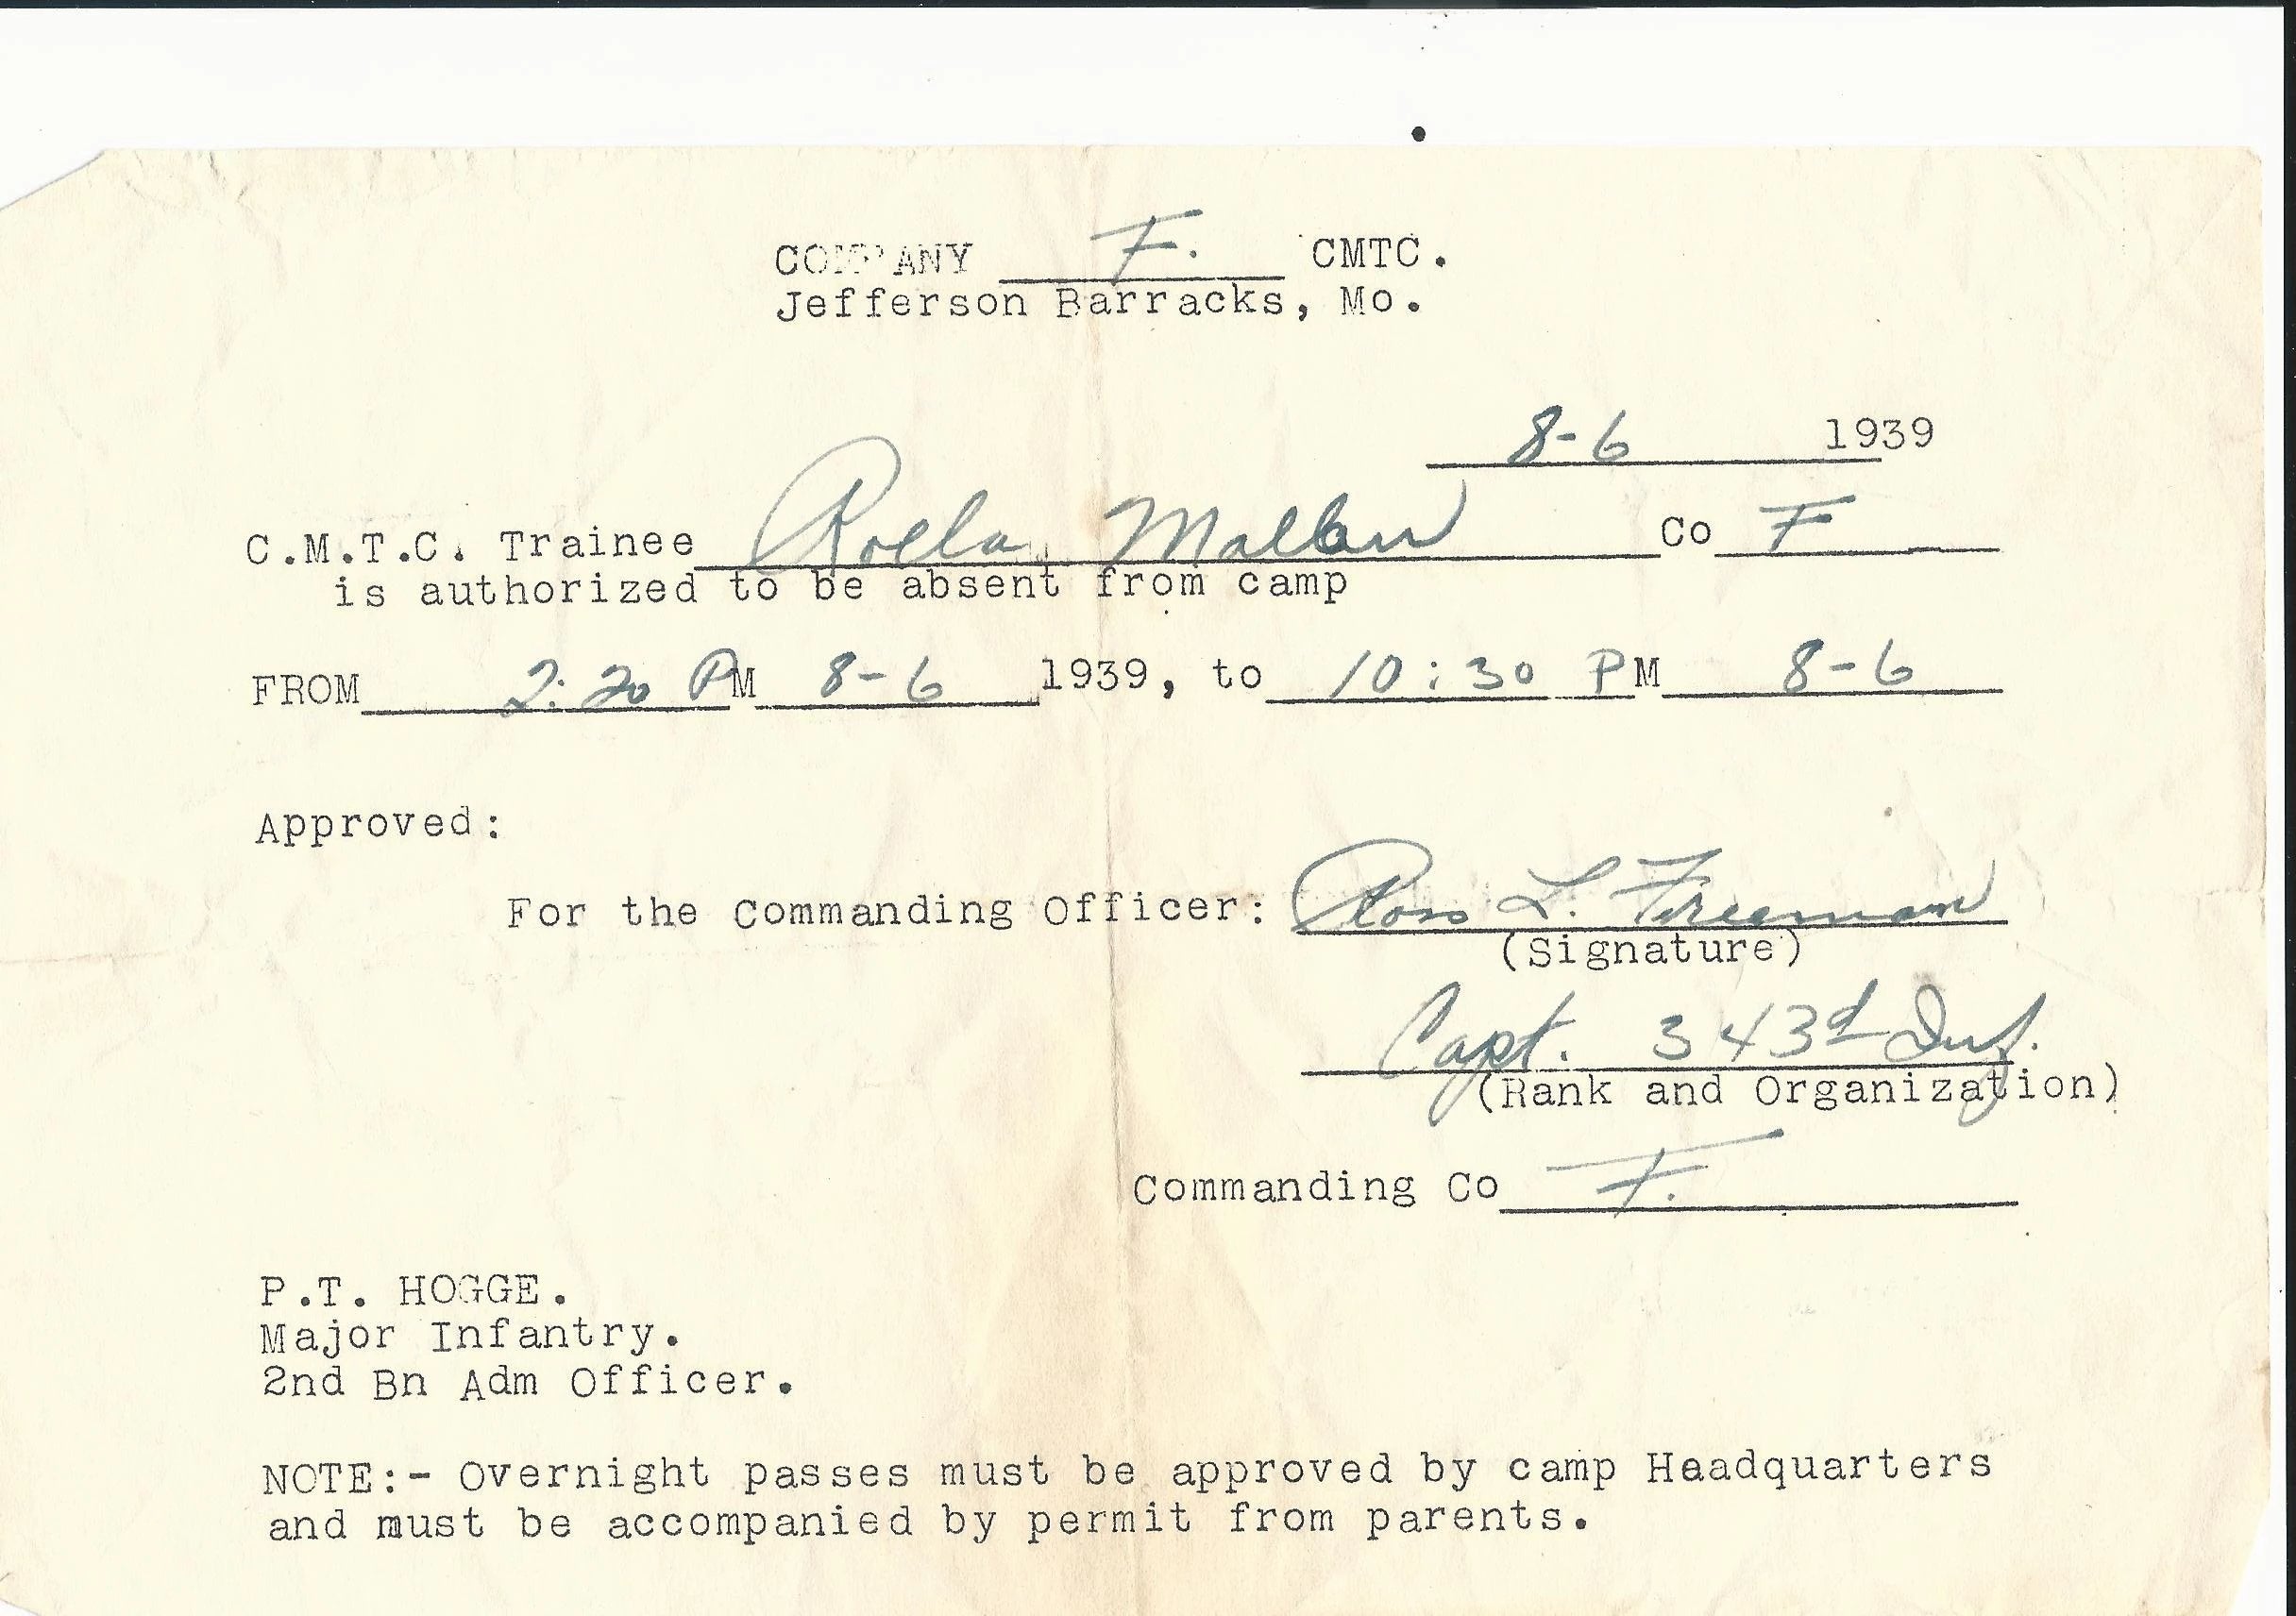 COMPANY F. CMTC.
Jefferson Barracks, Mo.
8-6 1939
C.M.T.C. Trainee Rolla Co F
is authorized to be absent from camp
FROM 2:20 PM 8-6 1939, to 10:30 PM 8-6
Approved:
For the Commanding Officer: Ross L. Freeman
(Signature)
Capt. 343d Inf.
(Rank and Organization)
Commanding Co F.
P.T. HOGGE.
Major Infantry.
2nd Bn Adm Officer.
NOTE:- Overnight passes must be approved by camp Headquarters
and must be accompanied by permit from parents.